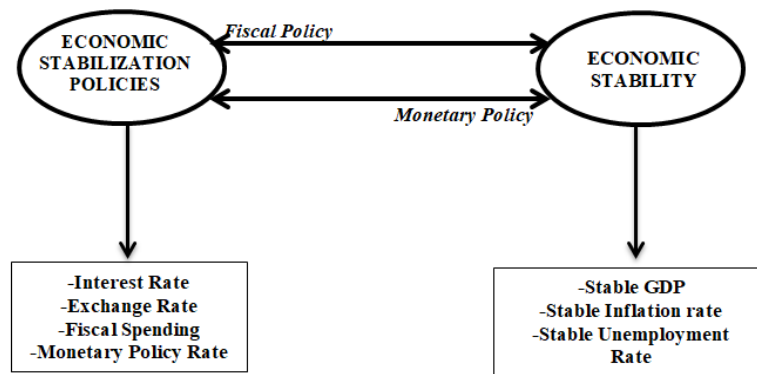 ECONOMIC
STABILIZATION
POLICIES
Fiscal Policy
Monetary Policy
ECONOMIC
STABILITY
-Interest Rate
-Exchange Rate
-Fiscal Spending
-Monetary Policy Rate
-Stable GDP
-Stable Inflation rate
-Stable Unemployment
Rate